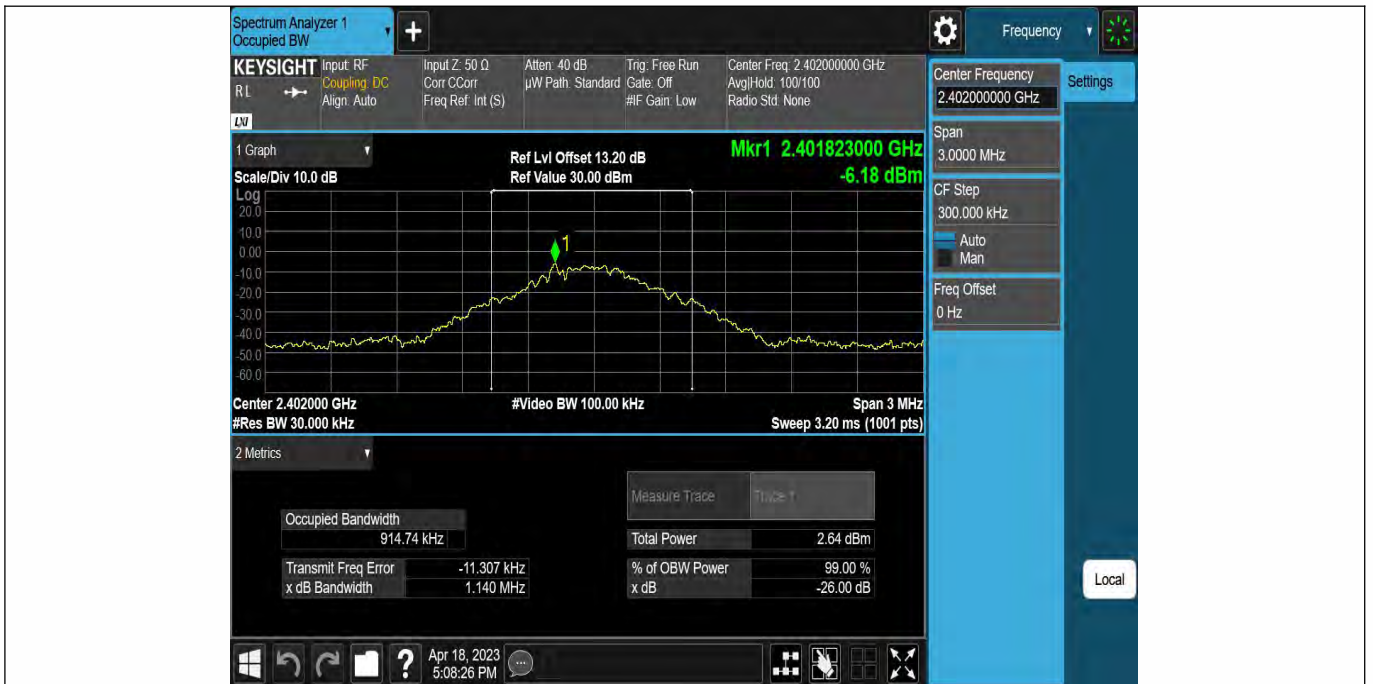 Spectrum Analyzer 1
Occupied BW
Frequency
KEYSIGHT
RL
LXI
Input: RF
Coupling: DC
Align: Auto
Input Z: 50 Ω
Corr CCorr
Freq Ref: Int (S)
Atten: 40 dB
µW Path: Standard
Trig: Free Run
Gate: Off
#IF Gain: Low
Center Freq: 2.402000000 GHz
Avg|Hold: 100/100
Radio Std: None
Center Frequency
2.402000000 GHz
Settings
Span
3.0000 MHz
CF Step
300.000 kHz
Auto
Man
Freq Offset
0 Hz
Local
1 Graph
Scale/Div 10.0 dB
Ref Lvl Offset 13.20 dB
Ref Value 30.00 dBm
Mkr1 2.401823000 GHz
-6.18 dBm
Log
20.0
10.0
0.00
-10.0
-20.0
-30.0
-40.0
-50.0
-60.0
1
Center 2.402000 GHz
#Video BW 100.00 kHz
Span 3 MHz
#Res BW 30.000 kHz
Sweep 3.20 ms (1001 pts)
2 Metrics
Measure Trace
Trace 1
Occupied Bandwidth
914.74 kHz
Total Power
2.64 dBm
Transmit Freq Error
-11.307 kHz
% of OBW Power
99.00 %
x dB Bandwidth
1.140 MHz
x dB
-26.00 dB
?
Apr 18, 2023
5:08:26 PM